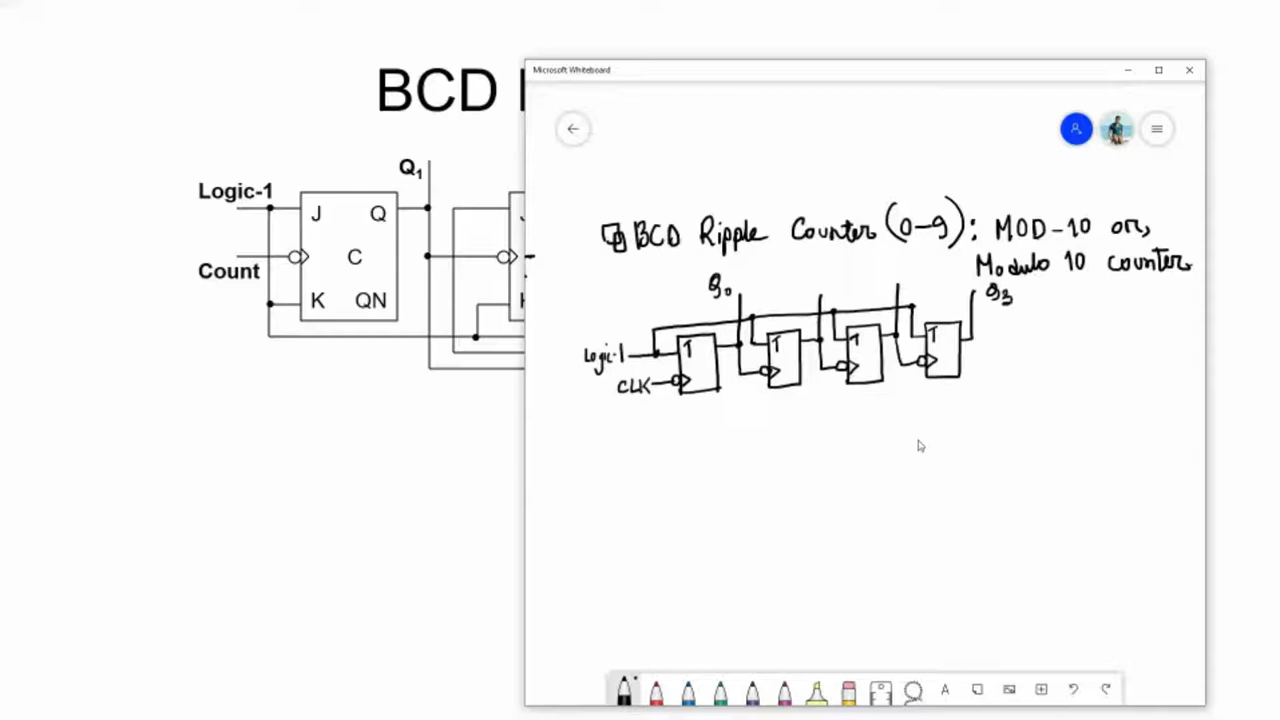 BCD
Q1
Logic-1
J Q
C
Count
K QN
J
Microsoft Whiteboard
BCD Ripple Counter (0-9): MOD-10 or,
Modulo 10 counter
Q0
Q3
Logic-1
T T T T
CLK
A